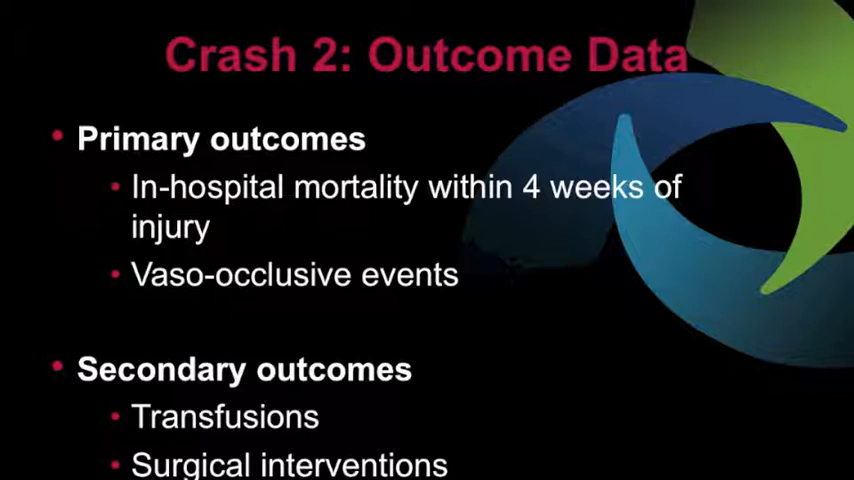 Crash 2: Outcome Data
• Primary outcomes
• In-hospital mortality within 4 weeks of
injury
• Vaso-occlusive events
• Secondary outcomes
• Transfusions
• Surgical interventions